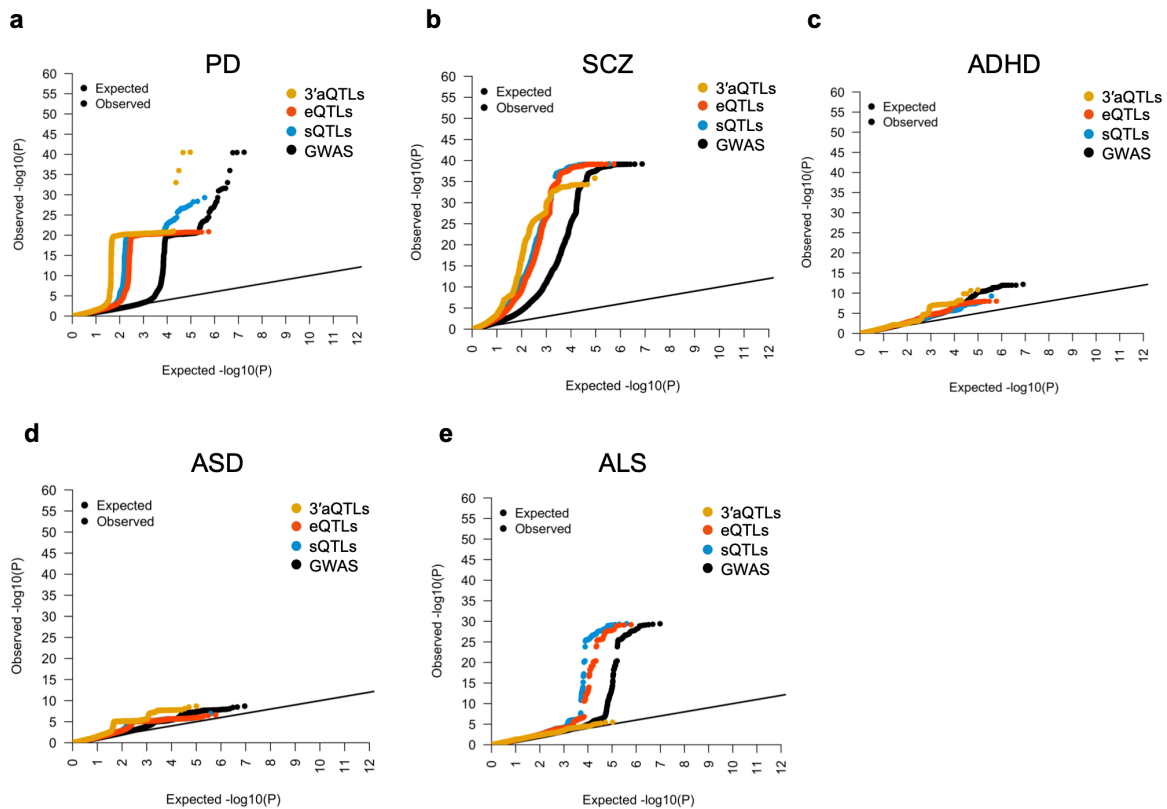 a
PD
60
55
50
45
40
35
30
25
20
15
10
5
0
Observed -log10(P)
Expected
Observed
3′aQTLs
eQTLs
sQTLs
GWAS
0 1 2 3 4 5 6 7 8 9 10 11 12
Expected -log10(P)
b
SCZ
60
55
50
45
40
35
30
25
20
15
10
5
0
Observed -log10(P)
Expected
Observed
3′aQTLs
eQTLs
sQTLs
GWAS
0 1 2 3 4 5 6 7 8 9 10 11 12
Expected -log10(P)
c
ADHD
60
55
50
45
40
35
30
25
20
15
10
5
0
Observed -log10(P)
Expected
Observed
3′aQTLs
eQTLs
sQTLs
GWAS
0 1 2 3 4 5 6 7 8 9 10 11 12
Expected -log10(P)
d
ASD
60
55
50
45
40
35
30
25
20
15
10
5
0
Observed -log10(P)
Expected
Observed
3′aQTLs
eQTLs
sQTLs
GWAS
0 1 2 3 4 5 6 7 8 9 10 11 12
Expected -log10(P)
e
ALS
60
55
50
45
40
35
30
25
20
15
10
5
0
Observed -log10(P)
Expected
Observed
3′aQTLs
eQTLs
sQTLs
GWAS
0 1 2 3 4 5 6 7 8 9 10 11 12
Expected -log10(P)